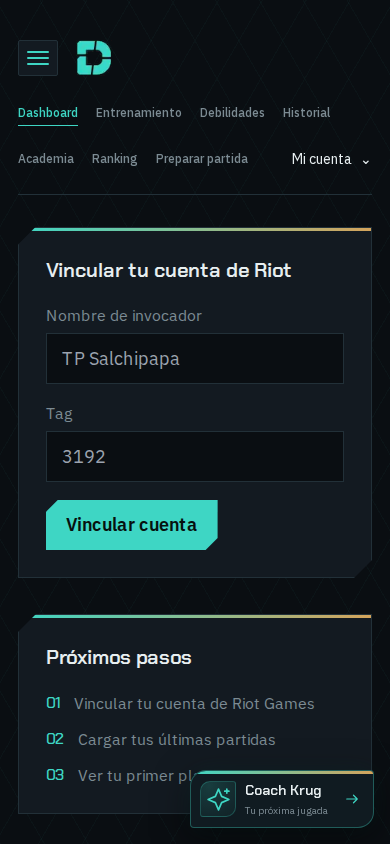 Dashboard Entrenamiento Debilidades Historial
Academia Ranking Preparar partida Mi cuenta
Vincular tu cuenta de Riot
Nombre de invocador
TP Salchipapa
Tag
3192
Vincular cuenta
Próximos pasos
01 Vincular tu cuenta de Riot Games
02 Cargar tus últimas partidas
03 Ver tu primer
Coach Krug
Tu próxima jugada